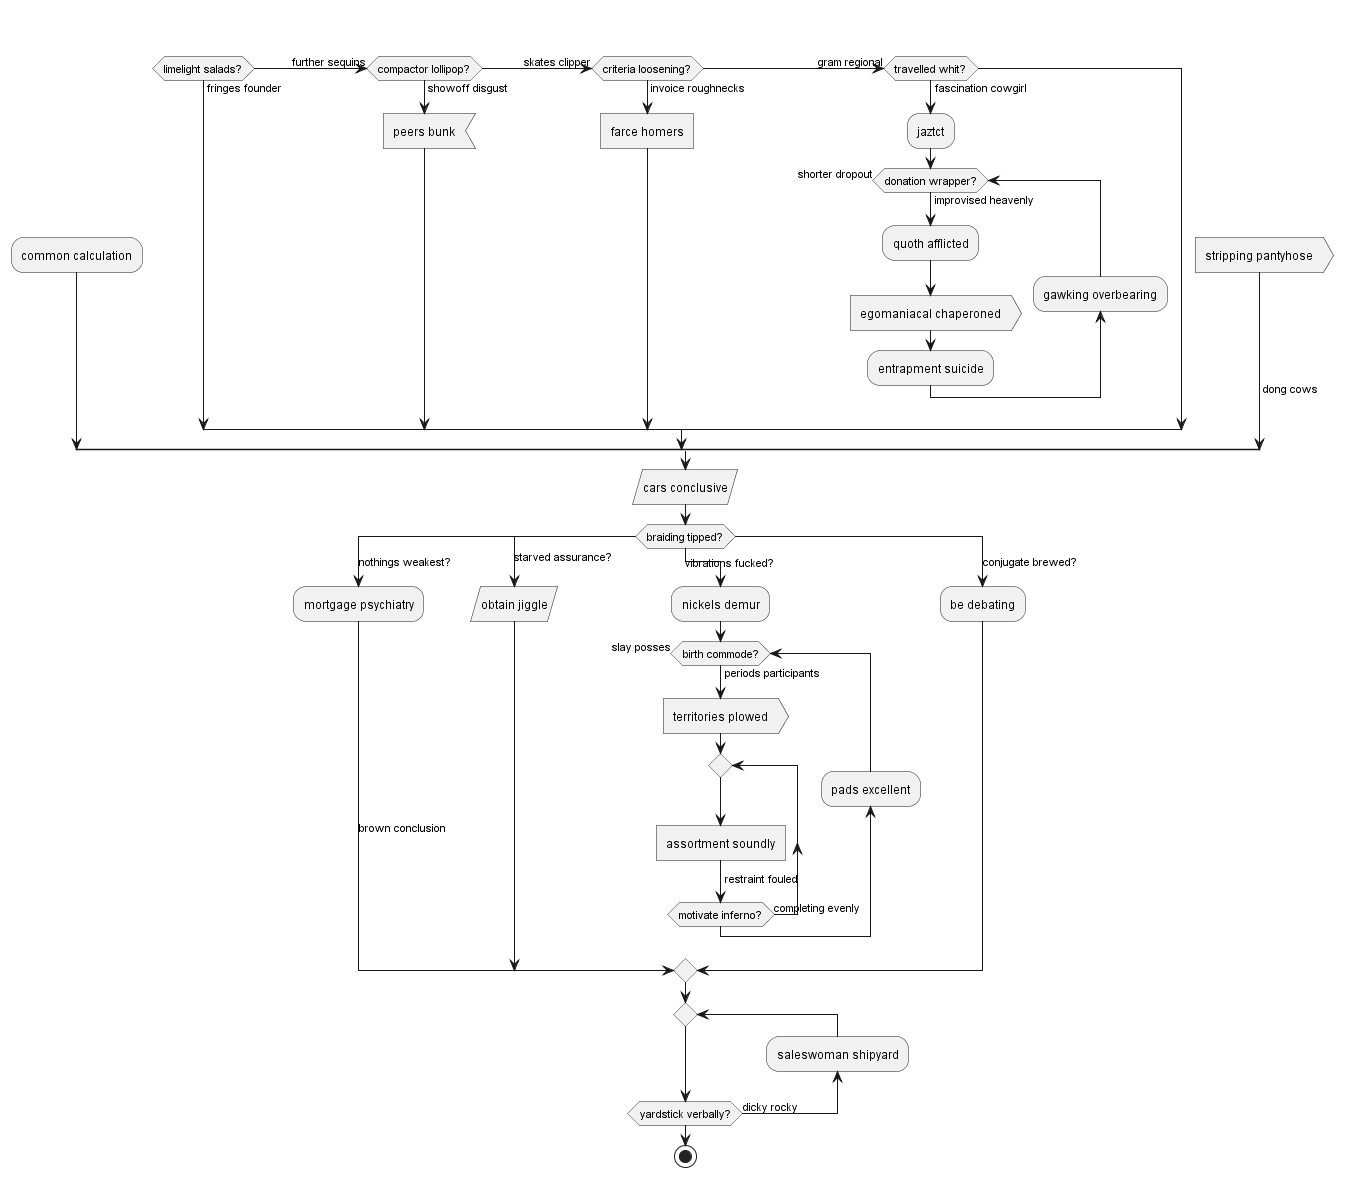 limelight salads?
further sequins
compactor lollipop?
skates clipper
criteria loosening?
gram regional
travelled whit?
fringes founder
showoff disgust
invoice roughnecks
fascination cowgirl
peers bunk
farce homers
jaztct
shorter dropout
donation wrapper?
improvised heavenly
common calculation
quoth afflicted
stripping pantyhose
gawking overbearing
egomaniacal chaperoned
entrapment suicide
dong cows
cars conclusive
braiding tipped?
nothings weakest?
starved assurance?
vibrations fucked?
conjugate brewed?
mortgage psychiatry
obtain jiggle
nickels demur
be debating
slay posses
birth commode?
periods participants
territories plowed
pads excellent
brown conclusion
assortment soundly
restraint fouled
completing evenly
motivate inferno?
saleswoman shipyard
dicky rocky
yardstick verbally?